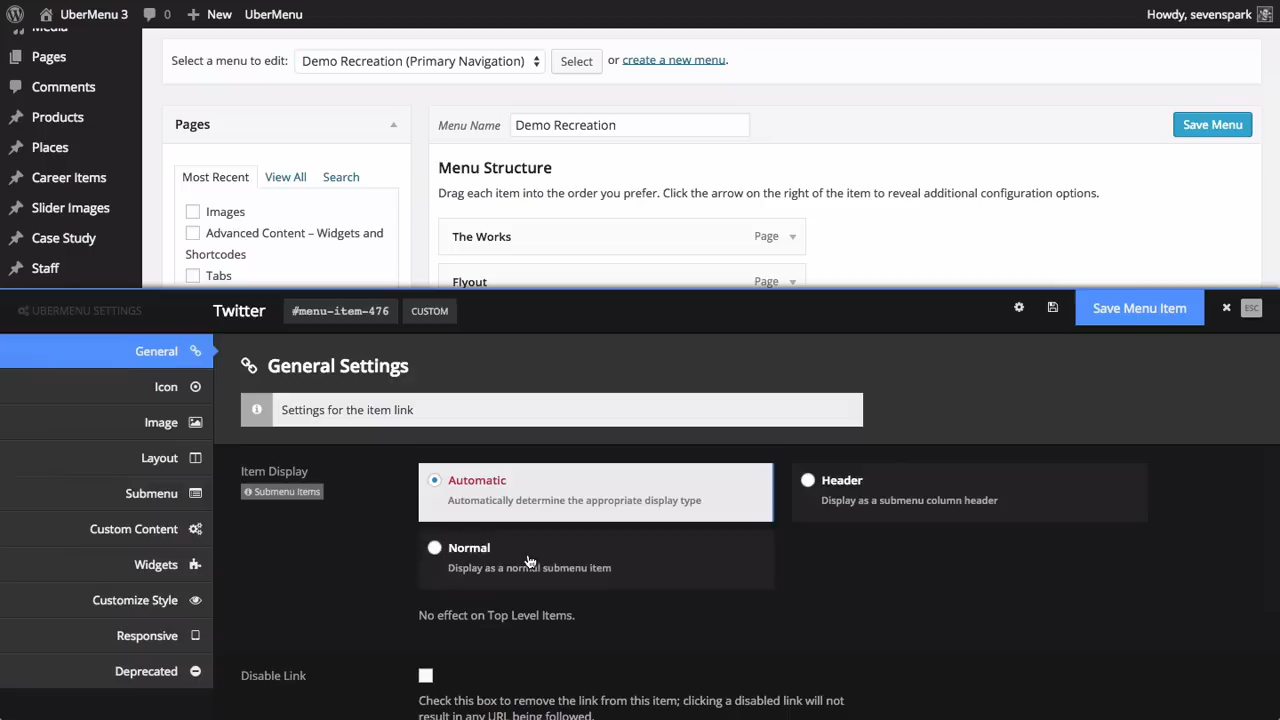 UberMenu 3 0 New UberMenu Howdy, sevenspark
Media
Pages
Comments
Products
Places
Career Items
Slider Images
Case Study
Staff
Select a menu to edit: Demo Recreation (Primary Navigation) Select or create a new menu.
Pages
Most Recent View All Search
Images
Advanced Content – Widgets and
Shortcodes
Tabs
Menu Name Demo Recreation Save Menu
Menu Structure
Drag each item into the order you prefer. Click the arrow on the right of the item to reveal additional configuration options.
The Works Page
Flyout Page
UBERMENU SETTINGS Twitter #menu-item-476 CUSTOM Save Menu Item ESC
General
Icon
Image
Layout
Submenu
Custom Content
Widgets
Customize Style
Responsive
Deprecated
General Settings
Settings for the item link
Item Display
Submenu Items
Automatic
Automatically determine the appropriate display type
Header
Display as a submenu column header
Normal
Display as a normal submenu item
No effect on Top Level Items.
Disable Link
Check this box to remove the link from this item; clicking a disabled link will not
result in any URL being followed.